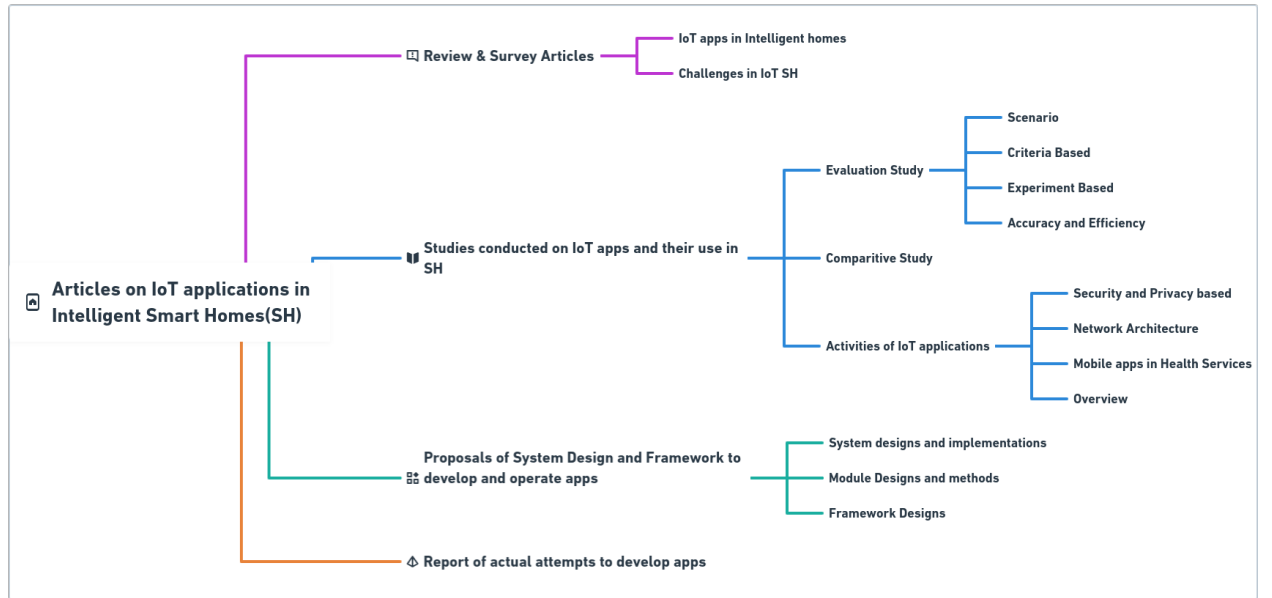 Review & Survey Articles
IoT apps in Intelligent homes
Challenges in IoT SH
Articles on IoT applications in
Intelligent Smart Homes(SH)
Studies conducted on IoT apps and their use in
SH
Evaluation Study
Scenario
Criteria Based
Experiment Based
Accuracy and Efficiency
Comparitive Study
Activities of IoT applications
Security and Privacy based
Network Architecture
Mobile apps in Health Services
Overview
Proposals of System Design and Framework to
develop and operate apps
System designs and implementations
Module Designs and methods
Framework Designs
Report of actual attempts to develop apps